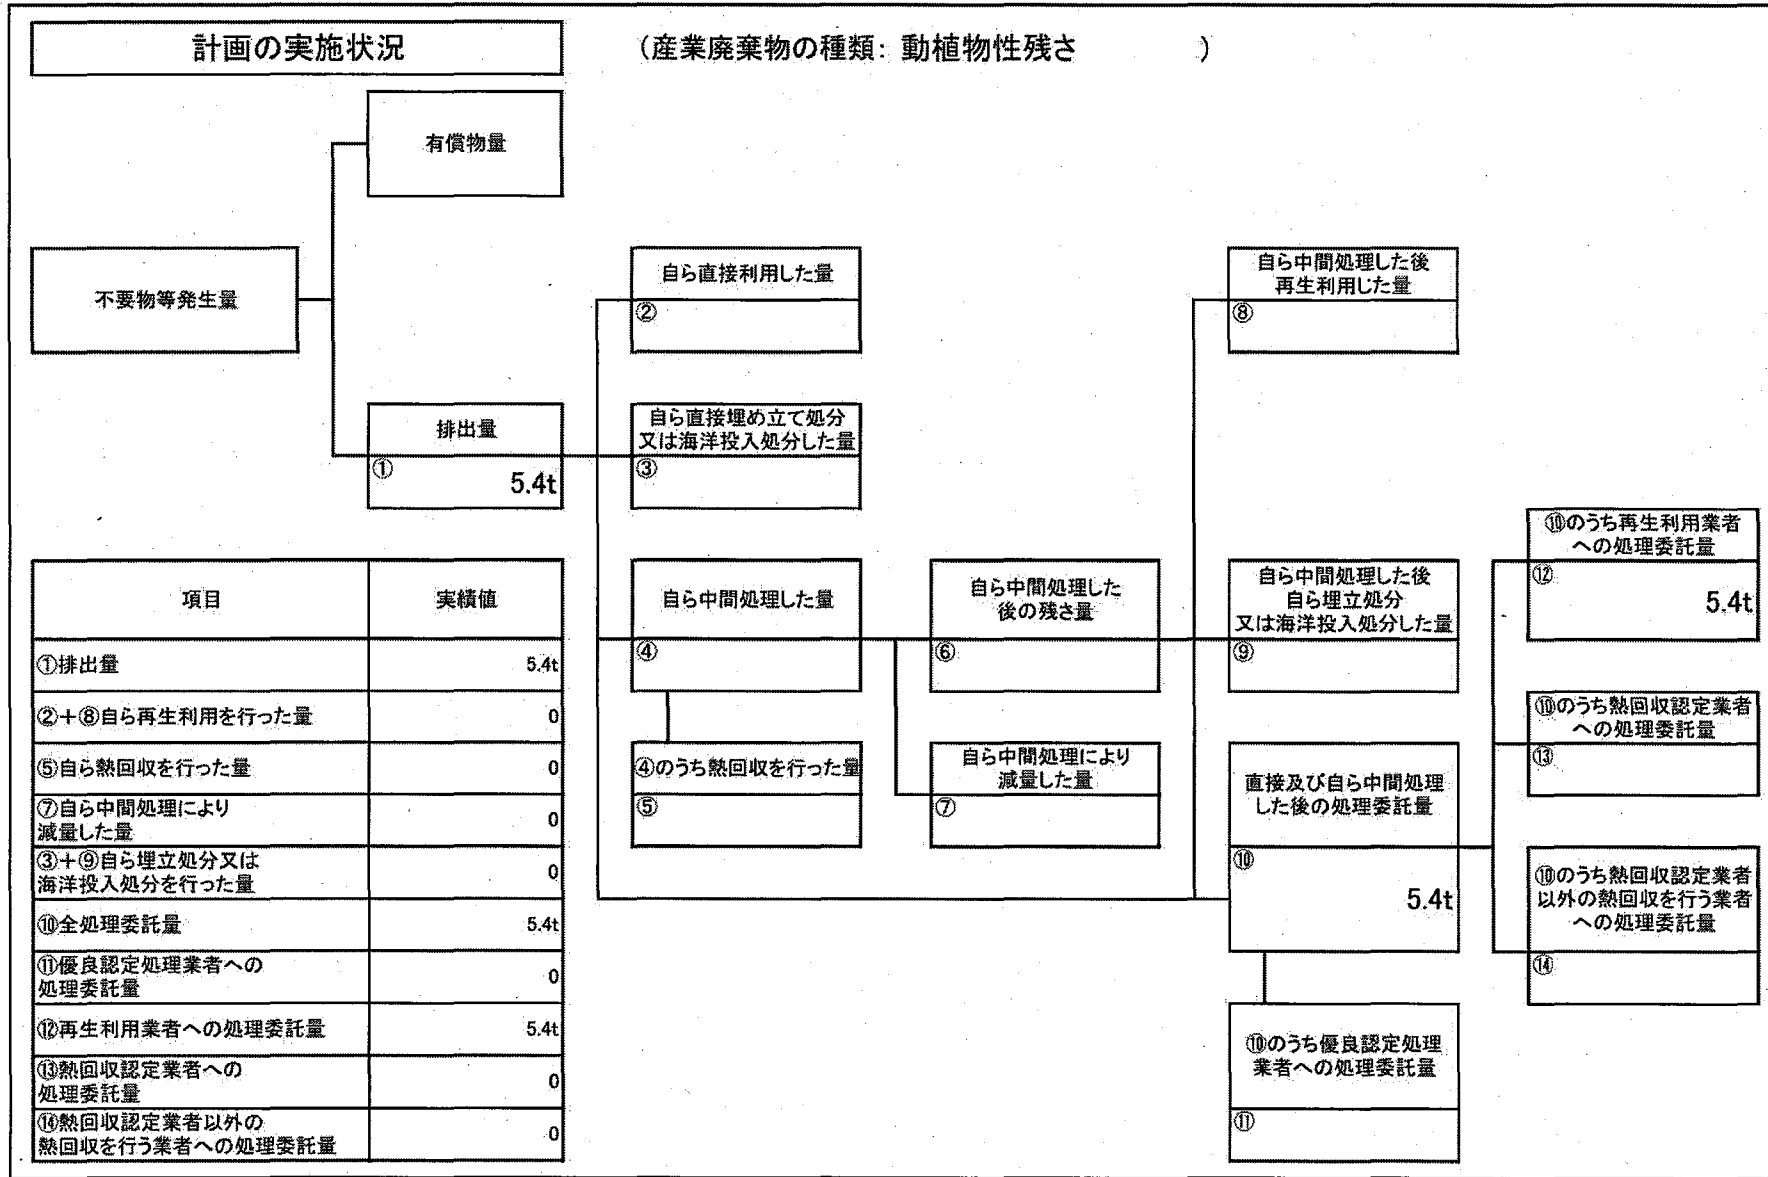 計画の実施状況
（産業廃棄物の種類： 動植物性残さ ）
有償物量
不要物等発生量
排出量
①
5.4t
自ら直接利用した量
②
自ら直接埋め立て処分
又は海洋投入処分した量
③
自ら中間処理した量
④
④のうち熱回収を行った量
⑤
自ら中間処理した
後の残さ量
⑥
自ら中間処理により
減量した量
⑦
自ら中間処理した後
再生利用した量
⑧
自ら中間処理した後
自ら埋立処分
又は海洋投入処分した量
⑨
直接及び自ら中間処理
した後の処理委託量
⑩
5.4t
⑩のうち優良認定処理
業者への処理委託量
⑪
⑩のうち再生利用業者
への処理委託量
⑫
5.4t
⑩のうち熱回収認定業者
への処理委託量
⑬
⑩のうち熱回収認定業者
以外の熱回収を行う業者
への処理委託量
⑭
項目 実績値
①排出量 5.4t
②＋⑧自ら再生利用を行った量 0
⑤自ら熱回収を行った量 0
⑦自ら中間処理により
減量した量 0
③＋⑨自ら埋立処分又は
海洋投入処分を行った量 0
⑩全処理委託量 5.4t
⑪優良認定処理業者への
処理委託量 0
⑫再生利用業者への処理委託量 5.4t
⑬熱回収認定業者への
処理委託量 0
⑭熱回収認定業者以外の
熱回収を行う業者への処理委託量 0